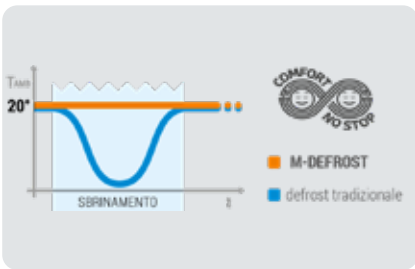 TAMB
20°
SBRINAMENTO
COMFORT
NO STOP
M-DEFROST
defrost tradizionale